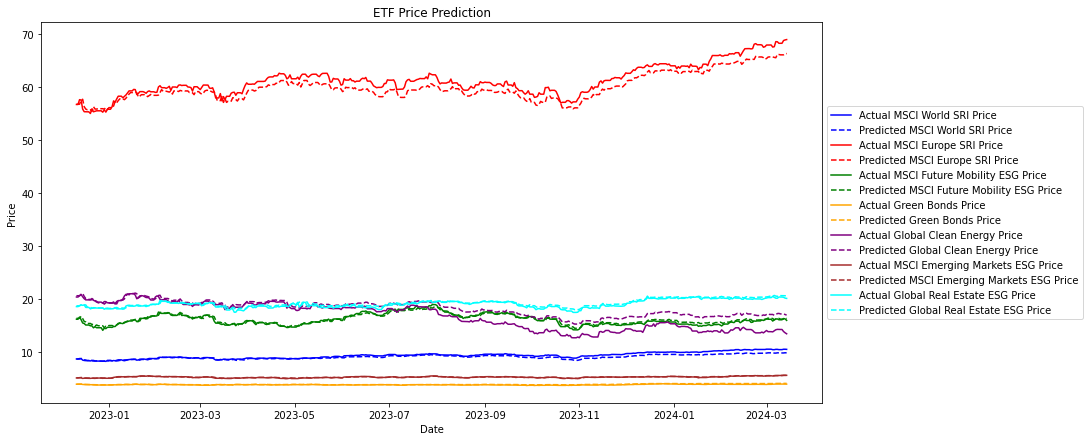 ETF Price Prediction
70
60
50
40
30
20
10
Price
2023-01
2023-03
2023-05
2023-07
2023-09
2023-11
2024-01
2024-03
Date
Actual MSCI World SRI Price
Predicted MSCI World SRI Price
Actual MSCI Europe SRI Price
Predicted MSCI Europe SRI Price
Actual MSCI Future Mobility ESG Price
Predicted MSCI Future Mobility ESG Price
Actual Green Bonds Price
Predicted Green Bonds Price
Actual Global Clean Energy Price
Predicted Global Clean Energy Price
Actual MSCI Emerging Markets ESG Price
Predicted MSCI Emerging Markets ESG Price
Actual Global Real Estate ESG Price
Predicted Global Real Estate ESG Price